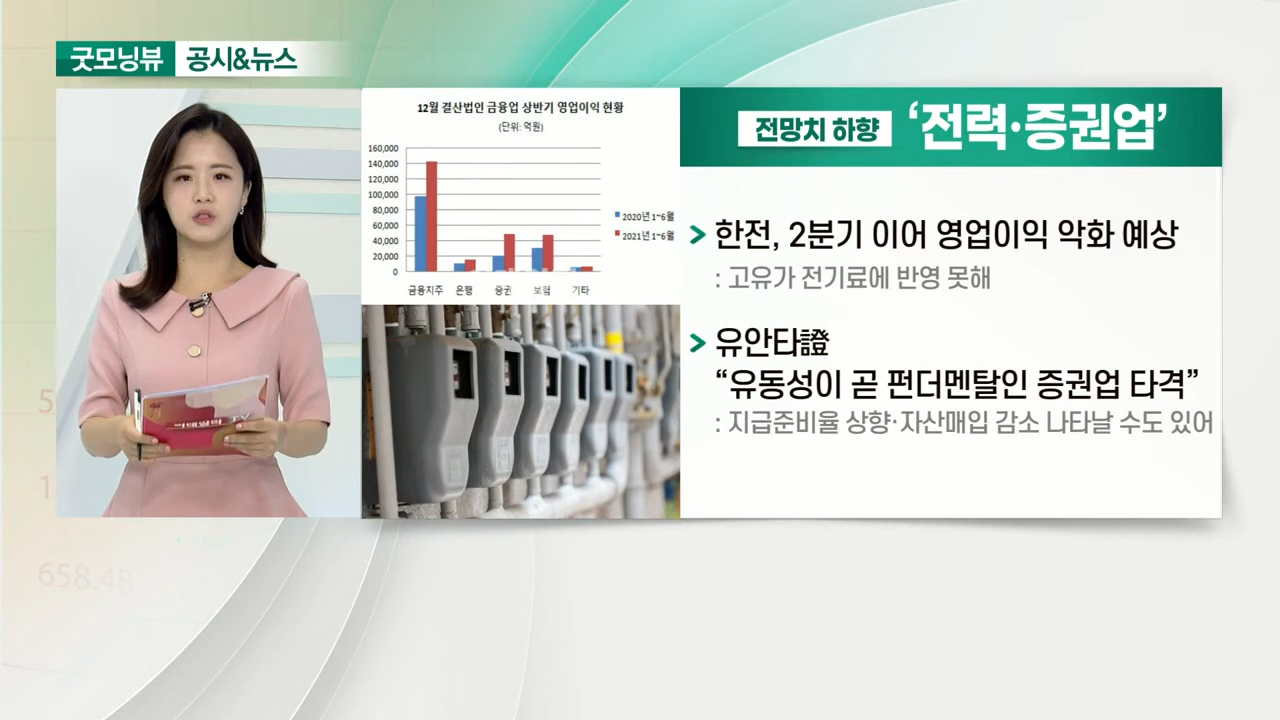 굿모닝뷰 공시&뉴스
12월 결산법인 금융업 상반기 영업이익 현황
(단위: 억원)
160,000
140,000
120,000
100,000
80,000
60,000
40,000
20,000
0
2020년 1~6월
2021년 1~6월
금융지주 은행 증권 보험 기타
전망치 하향 ‘전력·증권업’
한전, 2분기 이어 영업이익 악화 예상
: 고유가 전기료에 반영 못해
유안타證
“유동성이 곧 펀더멘탈인 증권업 타격”
: 지급준비율 상향·자산매입 감소 나타날 수도 있어
658.48